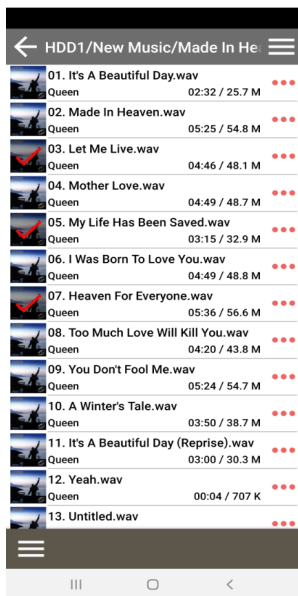 HDD1/New Music/Made In He
01. It's A Beautiful Day.wav
Queen 02:32 / 25.7 M
02. Made In Heaven.wav
Queen 05:25 / 54.8 M
03. Let Me Live.wav
Queen 04:46 / 48.1 M
04. Mother Love.wav
Queen 04:49 / 48.7 M
05. My Life Has Been Saved.wav
Queen 03:15 / 32.9 M
06. I Was Born To Love You.wav
Queen 04:49 / 48.8 M
07. Heaven For Everyone.wav
Queen 05:36 / 56.6 M
08. Too Much Love Will Kill You.wav
Queen 04:20 / 43.8 M
09. You Don't Fool Me.wav
Queen 05:24 / 54.7 M
10. A Winter's Tale.wav
Queen 03:50 / 38.7 M
11. It's A Beautiful Day (Reprise).wav
Queen 03:00 / 30.3 M
12. Yeah.wav
Queen 00:04 / 707 K
13. Untitled.wav